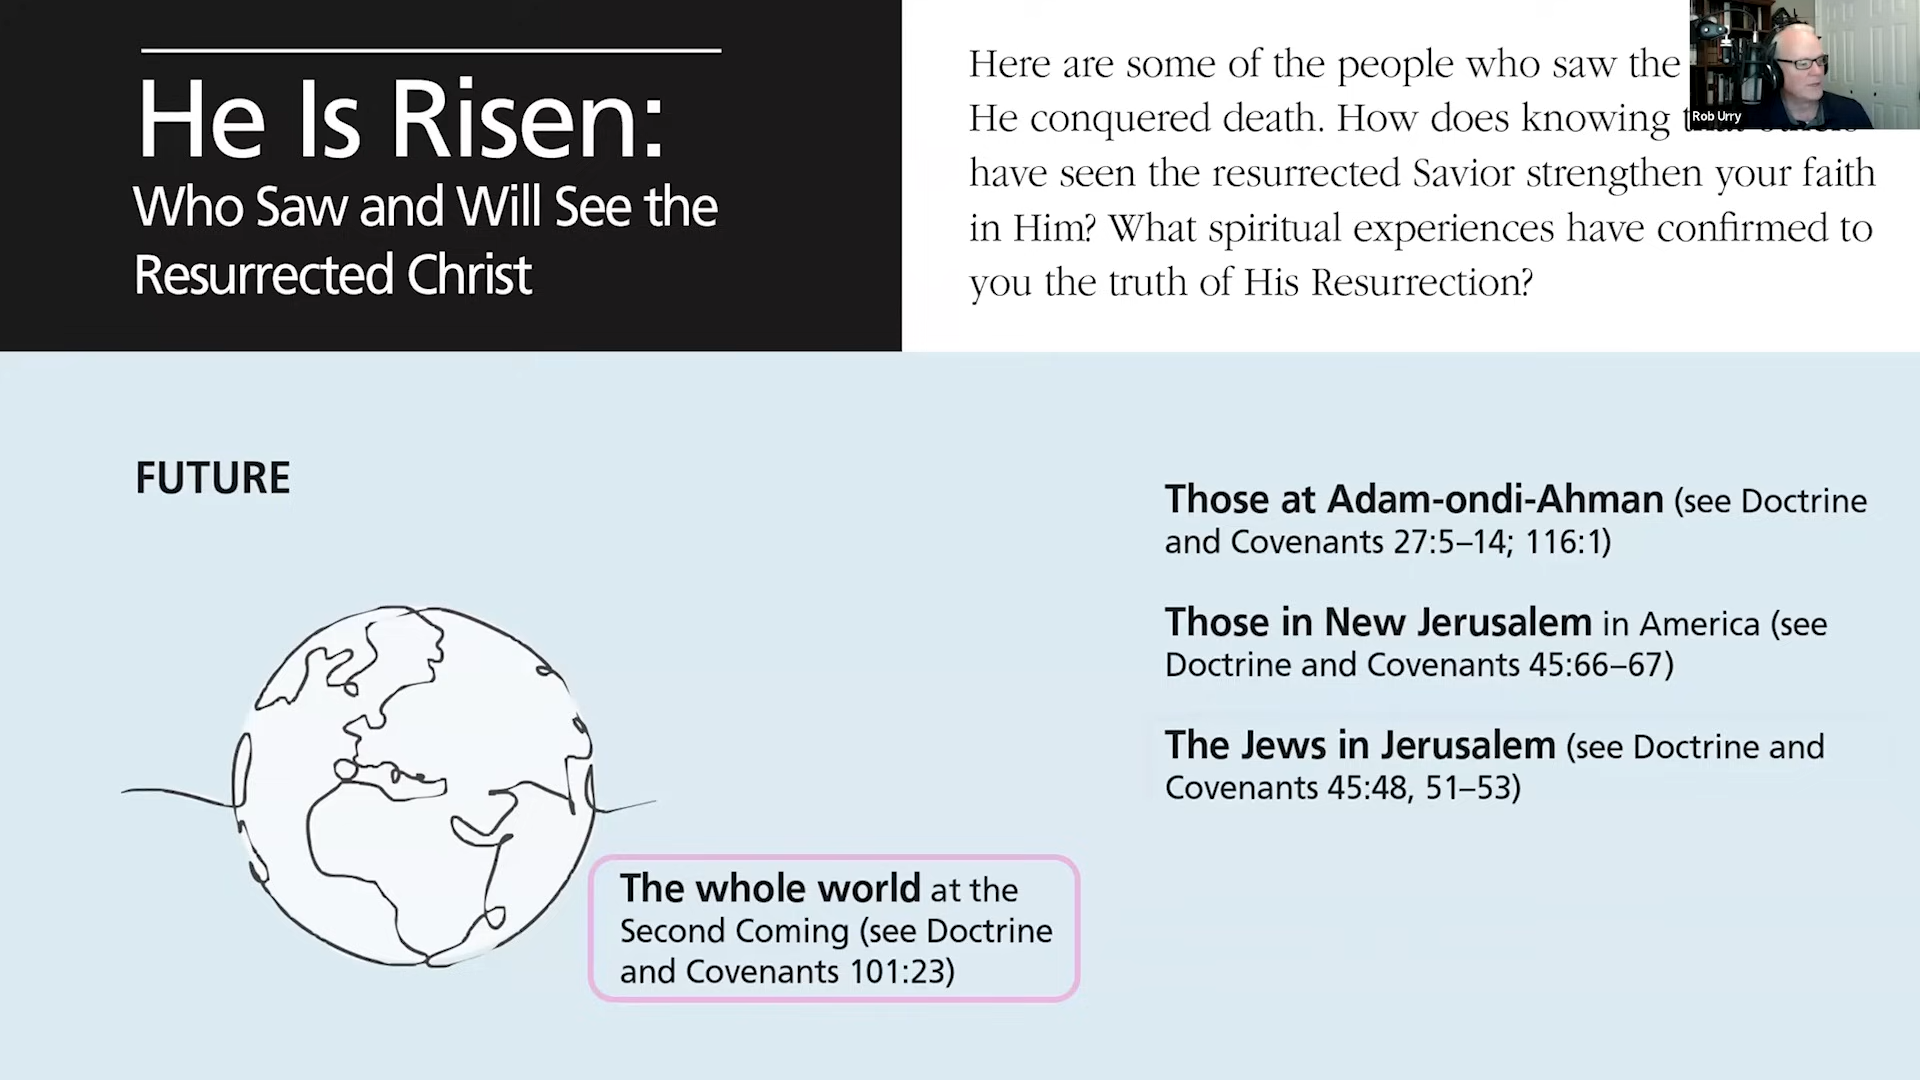 He Is Risen:
Who Saw and Will See the
Resurrected Christ
Here are some of the people who saw the
He conquered death. How does knowing
have seen the resurrected Savior strengthen your faith
in Him? What spiritual experiences have confirmed to
you the truth of His Resurrection?
Rob Urry
FUTURE
The whole world at the
Second Coming (see Doctrine
and Covenants 101:23)
Those at Adam-ondi-Ahman (see Doctrine
and Covenants 27:5–14; 116:1)
Those in New Jerusalem in America (see
Doctrine and Covenants 45:66–67)
The Jews in Jerusalem (see Doctrine and
Covenants 45:48, 51–53)